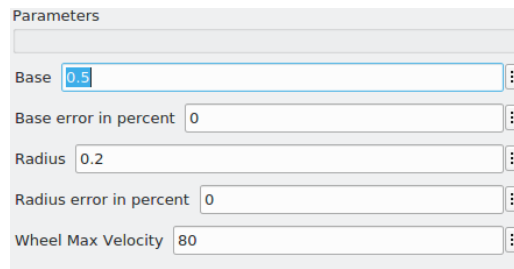 Parameters
Base 0.5
Base error in percent 0
Radius 0.2
Radius error in percent 0
Wheel Max Velocity 80